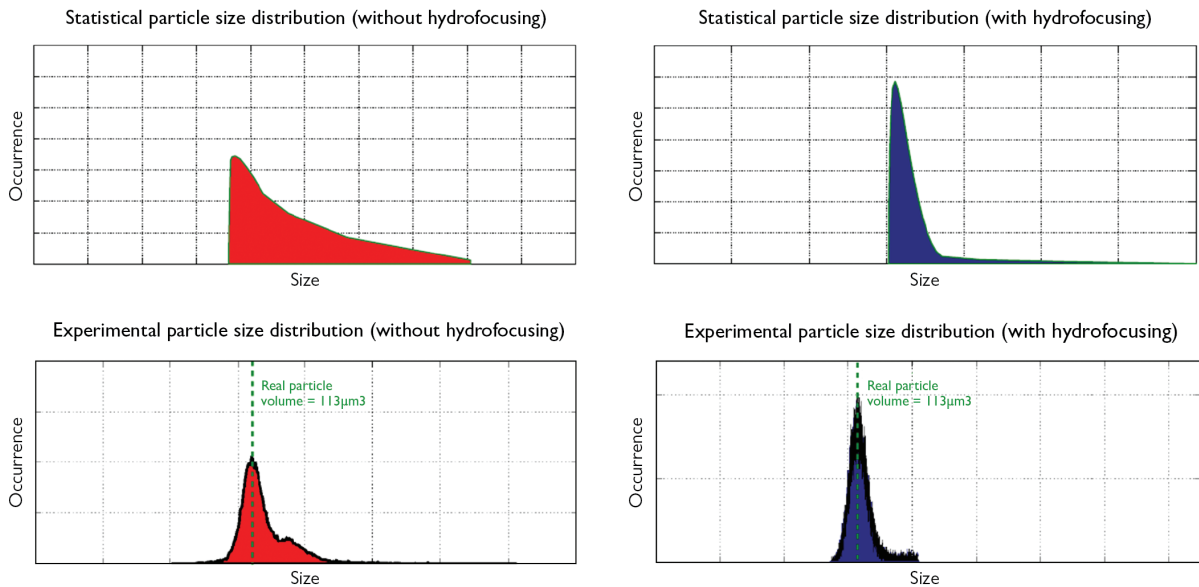 Statistical particle size distribution (without hydrofocusing)
Occurrence
Size
Statistical particle size distribution (with hydrofocusing)
Occurrence
Size
Experimental particle size distribution (without hydrofocusing)
Real particle
volume = 113µm3
Occurrence
Size
Experimental particle size distribution (with hydrofocusing)
Real particle
volume = 113µm3
Occurrence
Size